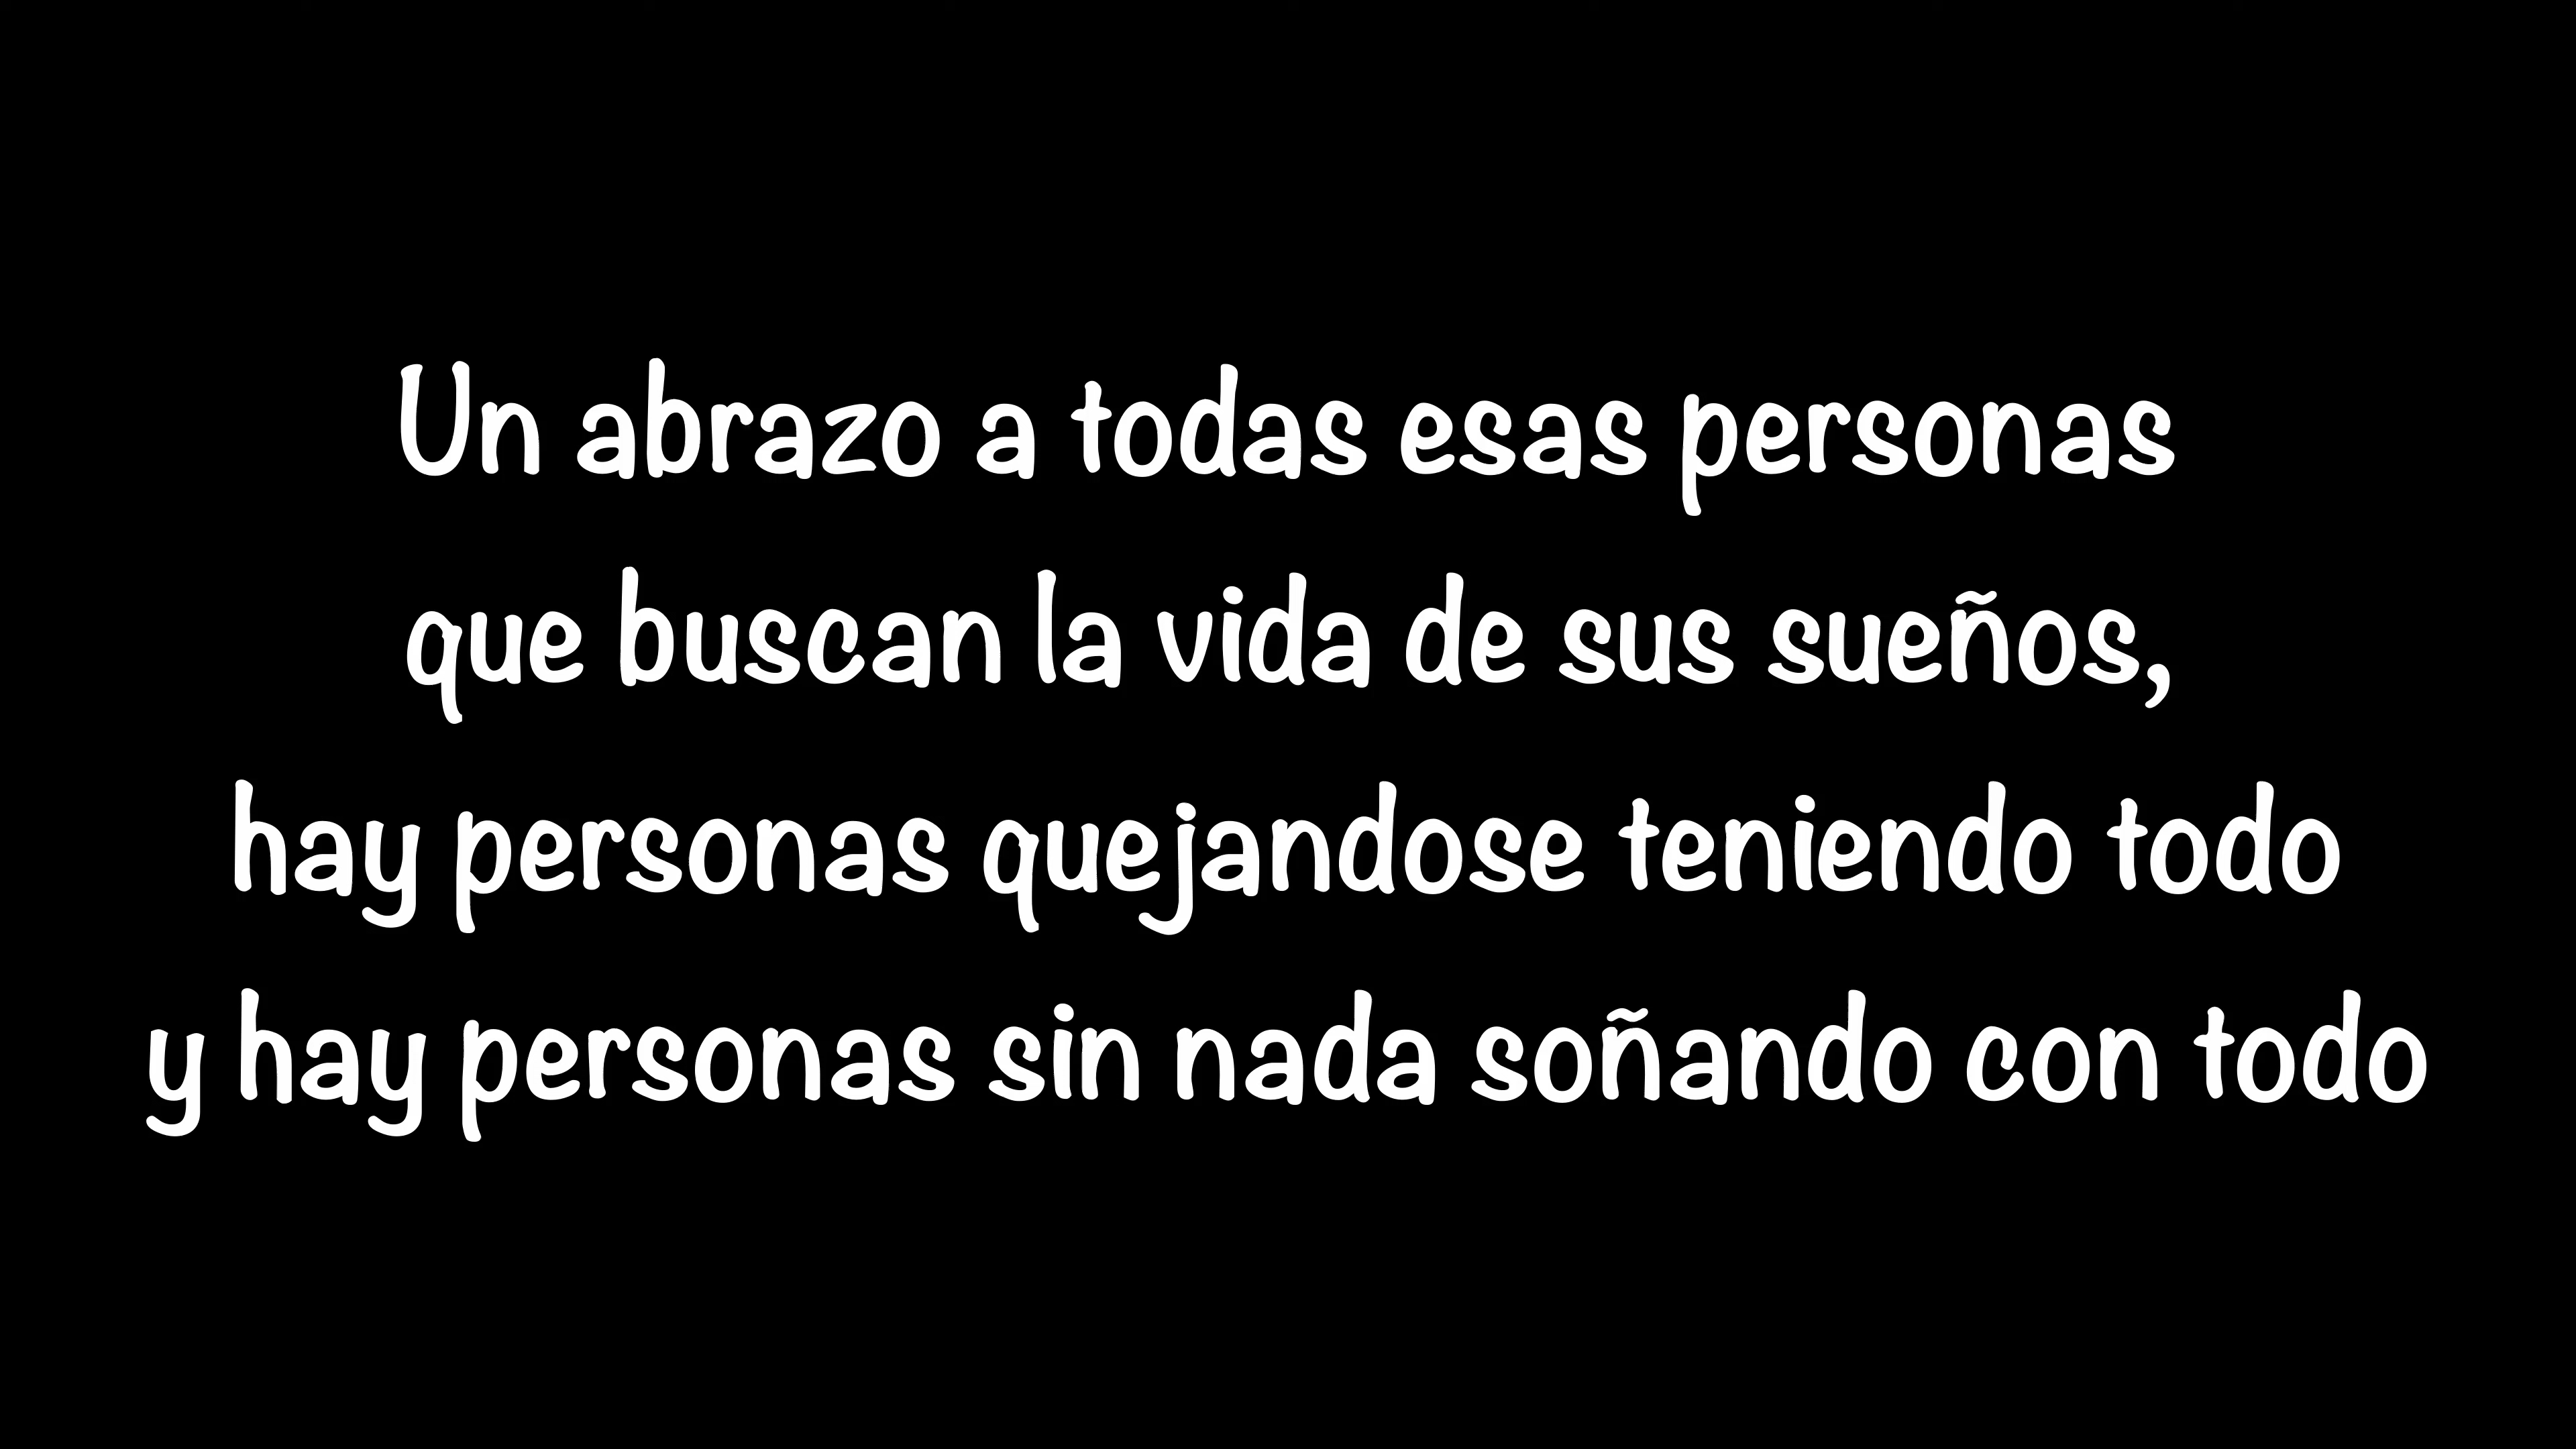 Un abrazo a todas esas personas
que buscan la vida de sus sueños,
hay personas quejandose teniendo todo
y hay personas sin nada soñando con todo